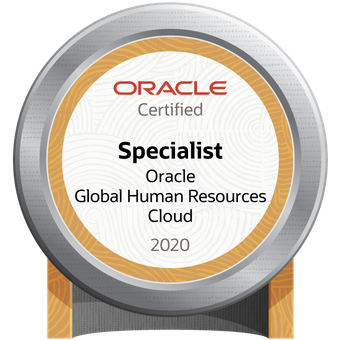 ORACLE
Certified
Specialist
Oracle
Global Human Resources
Cloud
2020